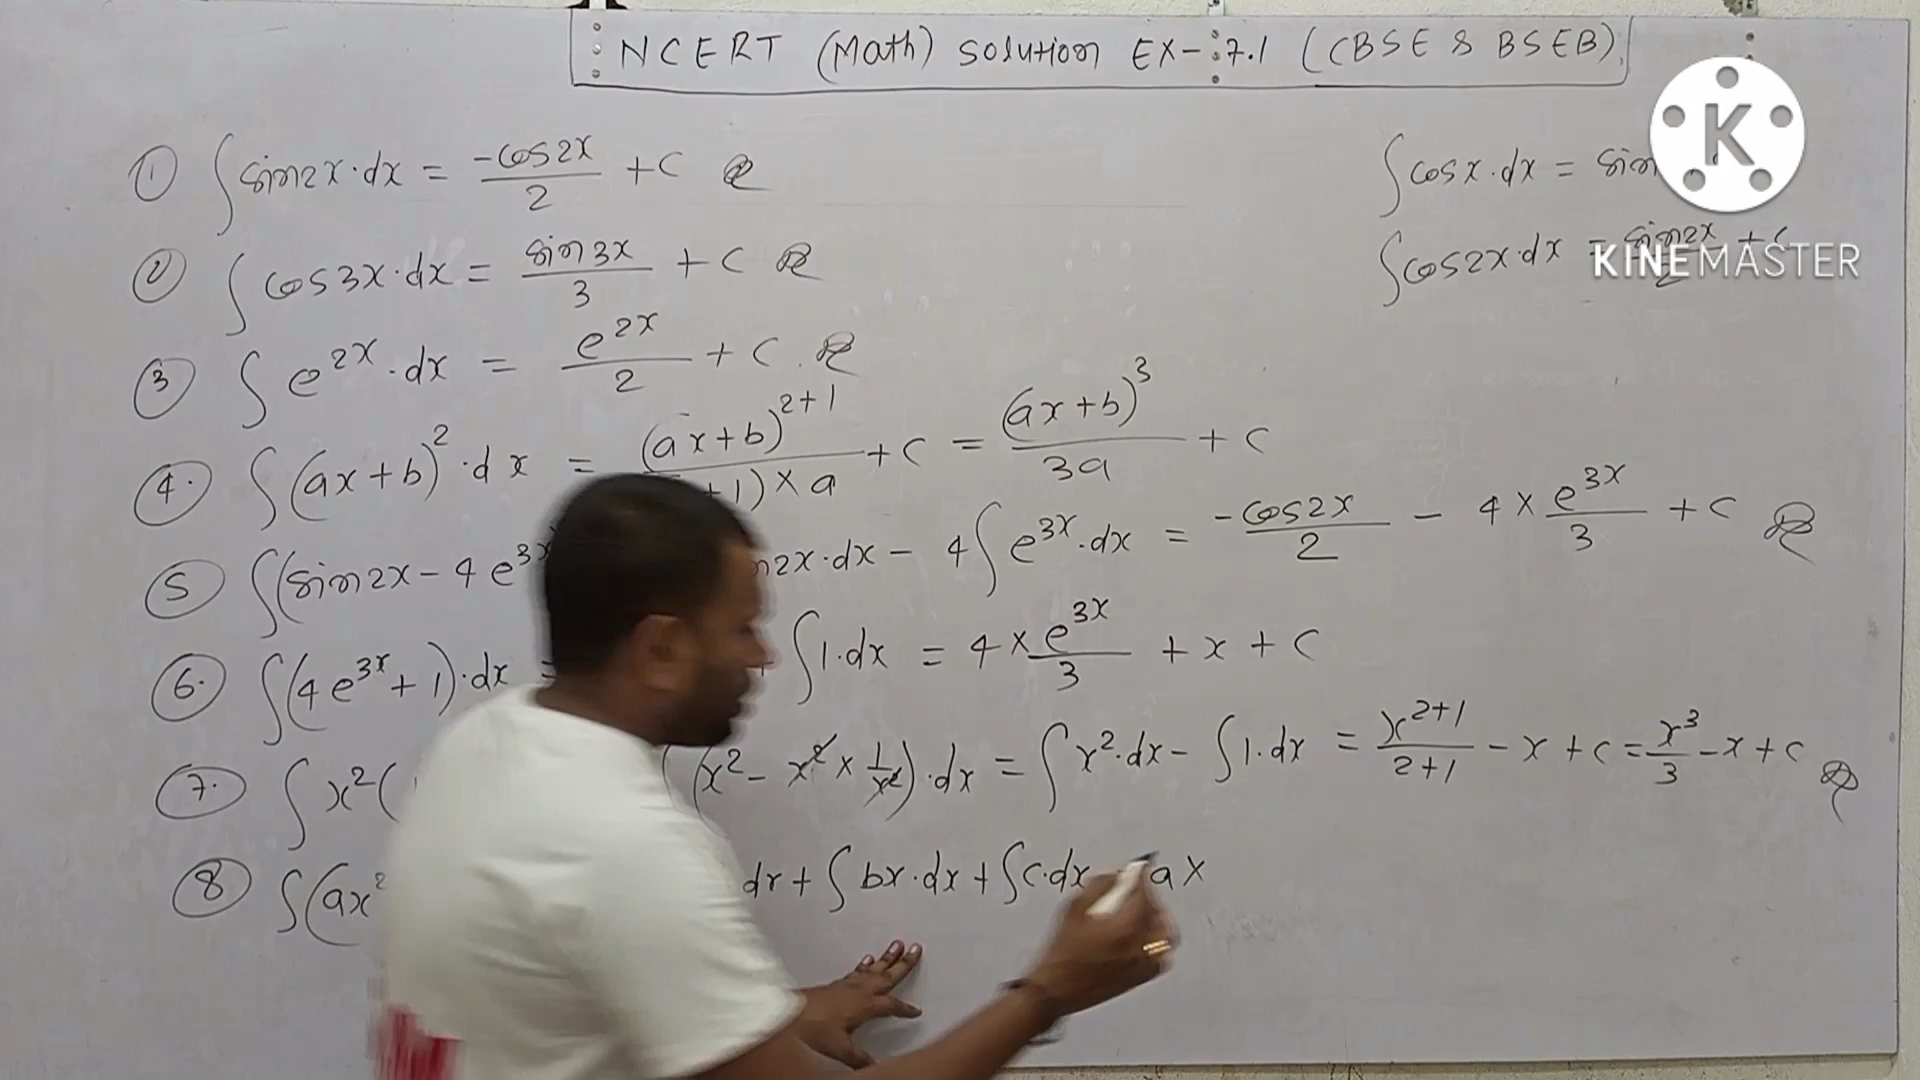 NCERT (Math) Solution EX-7.1 (CBSE & BSEB)
① ∫sin2x·dx = -cos2x/2 + C
② ∫cos3x·dx = sin3x/3 + C
③ ∫e^2x·dx = e^2x/2 + C
④· ∫(ax+b)^2·dx = (ax+b)^2+1/ +1)×a + C = (ax+b)^3/3a + C
⑤ ∫(sin2x-4e^3x 2x·dx - 4∫e^3x·dx = -cos2x/2 - 4×e^3x/3 + C
⑥· ∫(4e^3x+1)·dx = + ∫1·dx = 4×e^3x/3 + x + C
⑦· ∫x^2( (x^2 - x^2×1/x^2)·dx = ∫x^2·dx - ∫1·dx = x^2+1/2+1 - x + C = x^3/3 - x + C
⑧ ∫(ax^2 dx + ∫bx·dx + ∫C·dx ax
∫cosx·dx = sin
∫cos2x·dx = sin2x + C
K
KINEMASTER